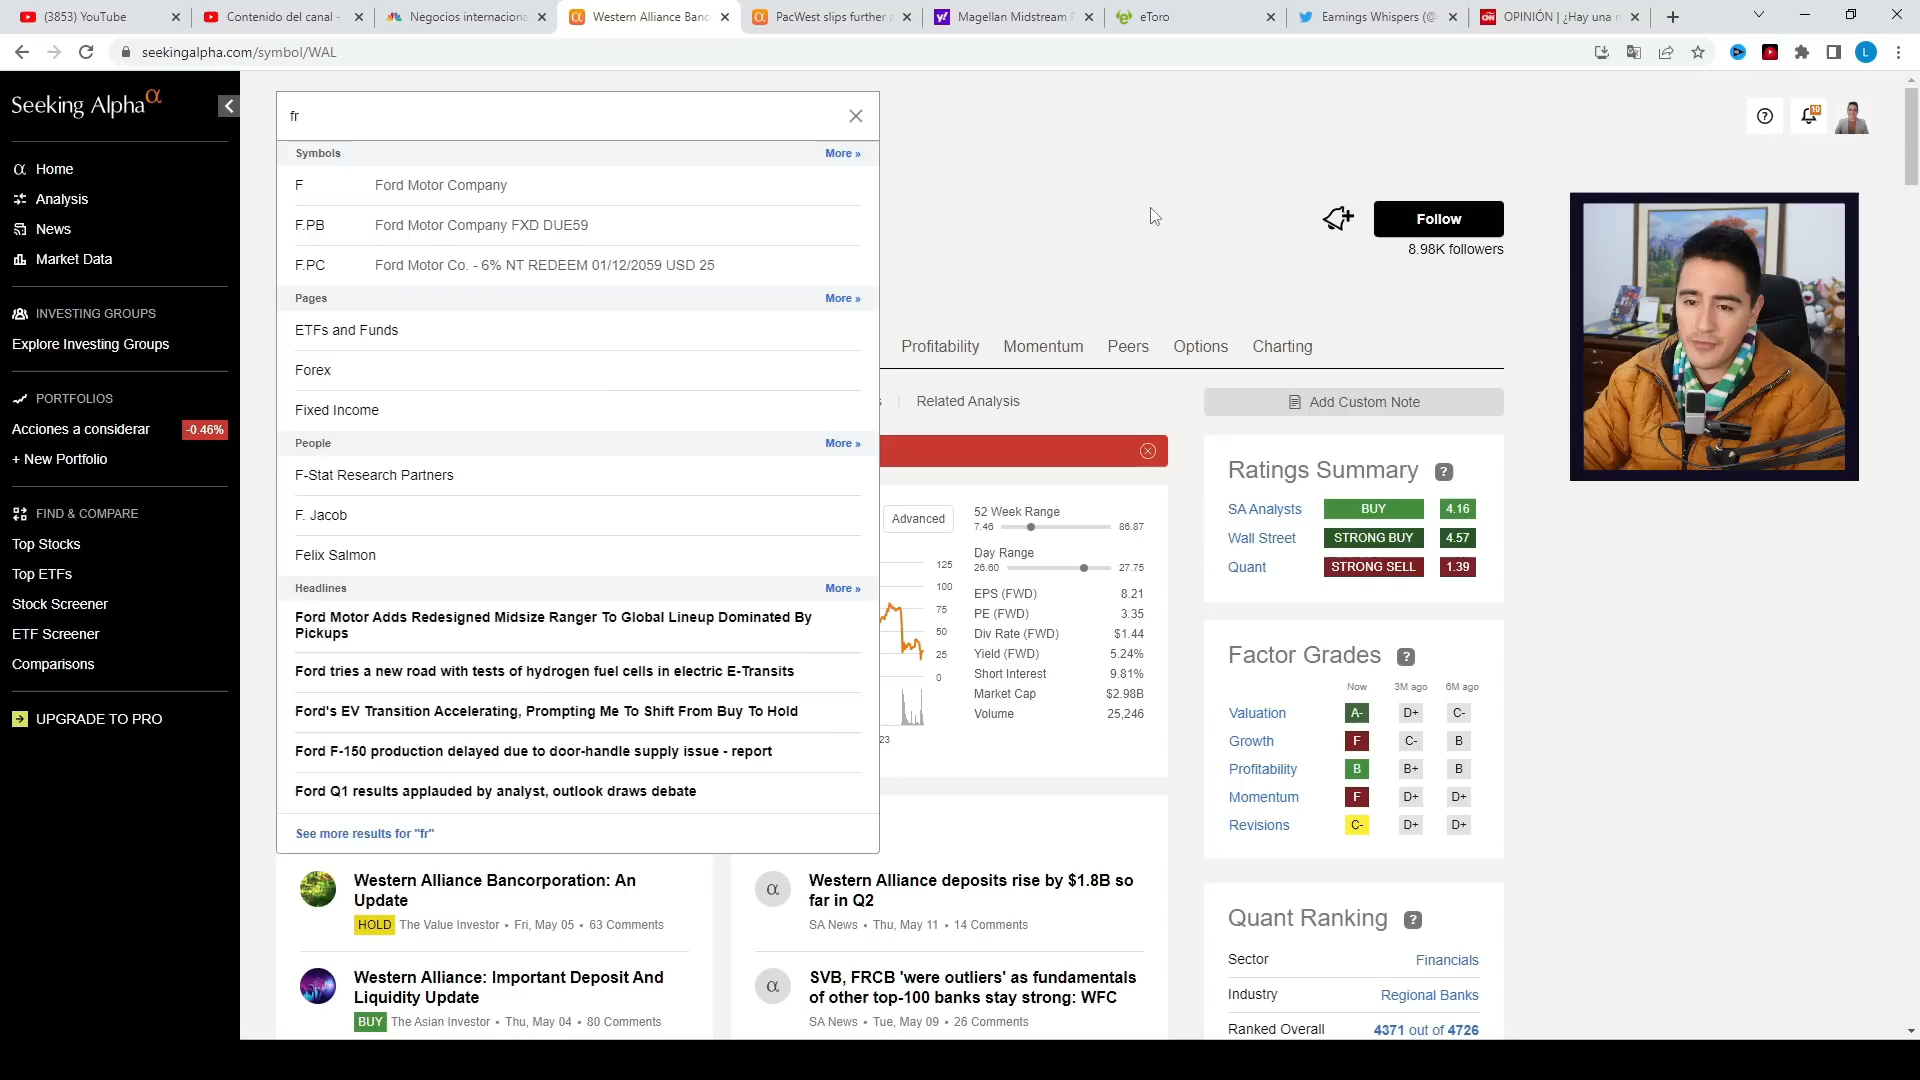 (3853) YouTube
Contenido del canal -
Negocios internaciona
Western Alliance Banc
PacWest slips further a
Magellan Midstream P
eToro
Earnings Whispers (@
OPINIÓN | ¿Hay una r
seekingalpha.com/symbol/WAL
L
Seeking Alpha α
Home
Analysis
News
Market Data
INVESTING GROUPS
Explore Investing Groups
PORTFOLIOS
Acciones a considerar -0.46%
+ New Portfolio
FIND & COMPARE
Top Stocks
Top ETFs
Stock Screener
ETF Screener
Comparisons
UPGRADE TO PRO
fr
Symbols More »
F Ford Motor Company
F.PB Ford Motor Company FXD DUE59
F.PC Ford Motor Co. - 6% NT REDEEM 01/12/2059 USD 25
Pages More »
ETFs and Funds
Forex
Fixed Income
People More »
F-Stat Research Partners
F. Jacob
Felix Salmon
Headlines More »
Ford Motor Adds Redesigned Midsize Ranger To Global Lineup Dominated By
Pickups
Ford tries a new road with tests of hydrogen fuel cells in electric E-Transits
Ford's EV Transition Accelerating, Prompting Me To Shift From Buy To Hold
Ford F-150 production delayed due to door-handle supply issue - report
Ford Q1 results applauded by analyst, outlook draws debate
See more results for "fr"
10
Follow
8.98K followers
Profitability Momentum Peers Options Charting
Related Analysis
Add Custom Note
Advanced
125
100
75
50
25
0
23
52 Week Range
7.46 86.87
Day Range
26.60 27.75
EPS (FWD) 8.21
PE (FWD) 3.35
Div Rate (FWD) $1.44
Yield (FWD) 5.24%
Short Interest 9.81%
Market Cap $2.98B
Volume 25,246
Ratings Summary ?
SA Analysts BUY 4.16
Wall Street STRONG BUY 4.57
Quant STRONG SELL 1.39
Factor Grades ?
Now 3M ago 6M ago
Valuation A- D+ C-
Growth F C- B
Profitability B B+ B
Momentum F D+ D+
Revisions C- D+ D+
Quant Ranking ?
Sector Financials
Industry Regional Banks
Ranked Overall 4371 out of 4726
Western Alliance Bancorporation: An
Update
HOLD The Value Investor • Fri, May 05 • 63 Comments
Western Alliance: Important Deposit And
Liquidity Update
BUY The Asian Investor • Thu, May 04 • 80 Comments
Western Alliance deposits rise by $1.8B so
far in Q2
SA News • Thu, May 11 • 14 Comments
SVB, FRCB 'were outliers' as fundamentals
of other top-100 banks stay strong: WFC
SA News • Tue, May 09 • 26 Comments